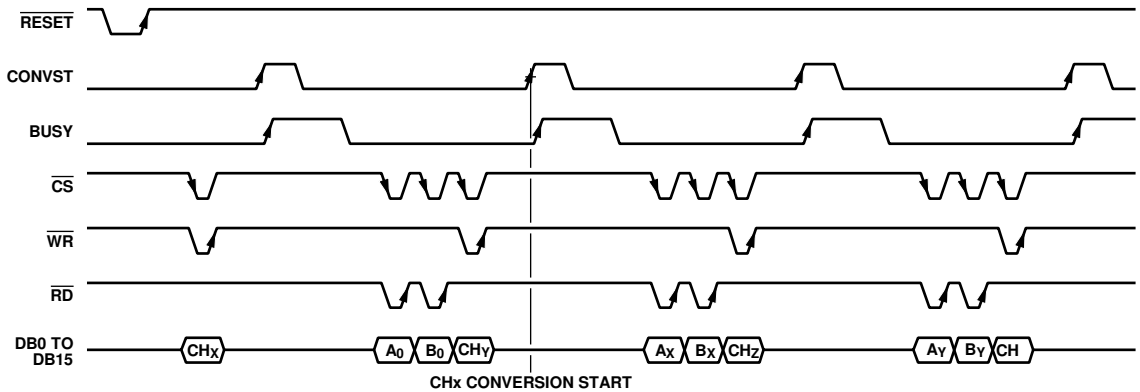 RESET
CONVST
BUSY
CS
WR
RD
DB0 TO
DB15
CHX
A0
B0
CHY
AX
BX
CHZ
AY
BY
CH
CHx CONVERSION START